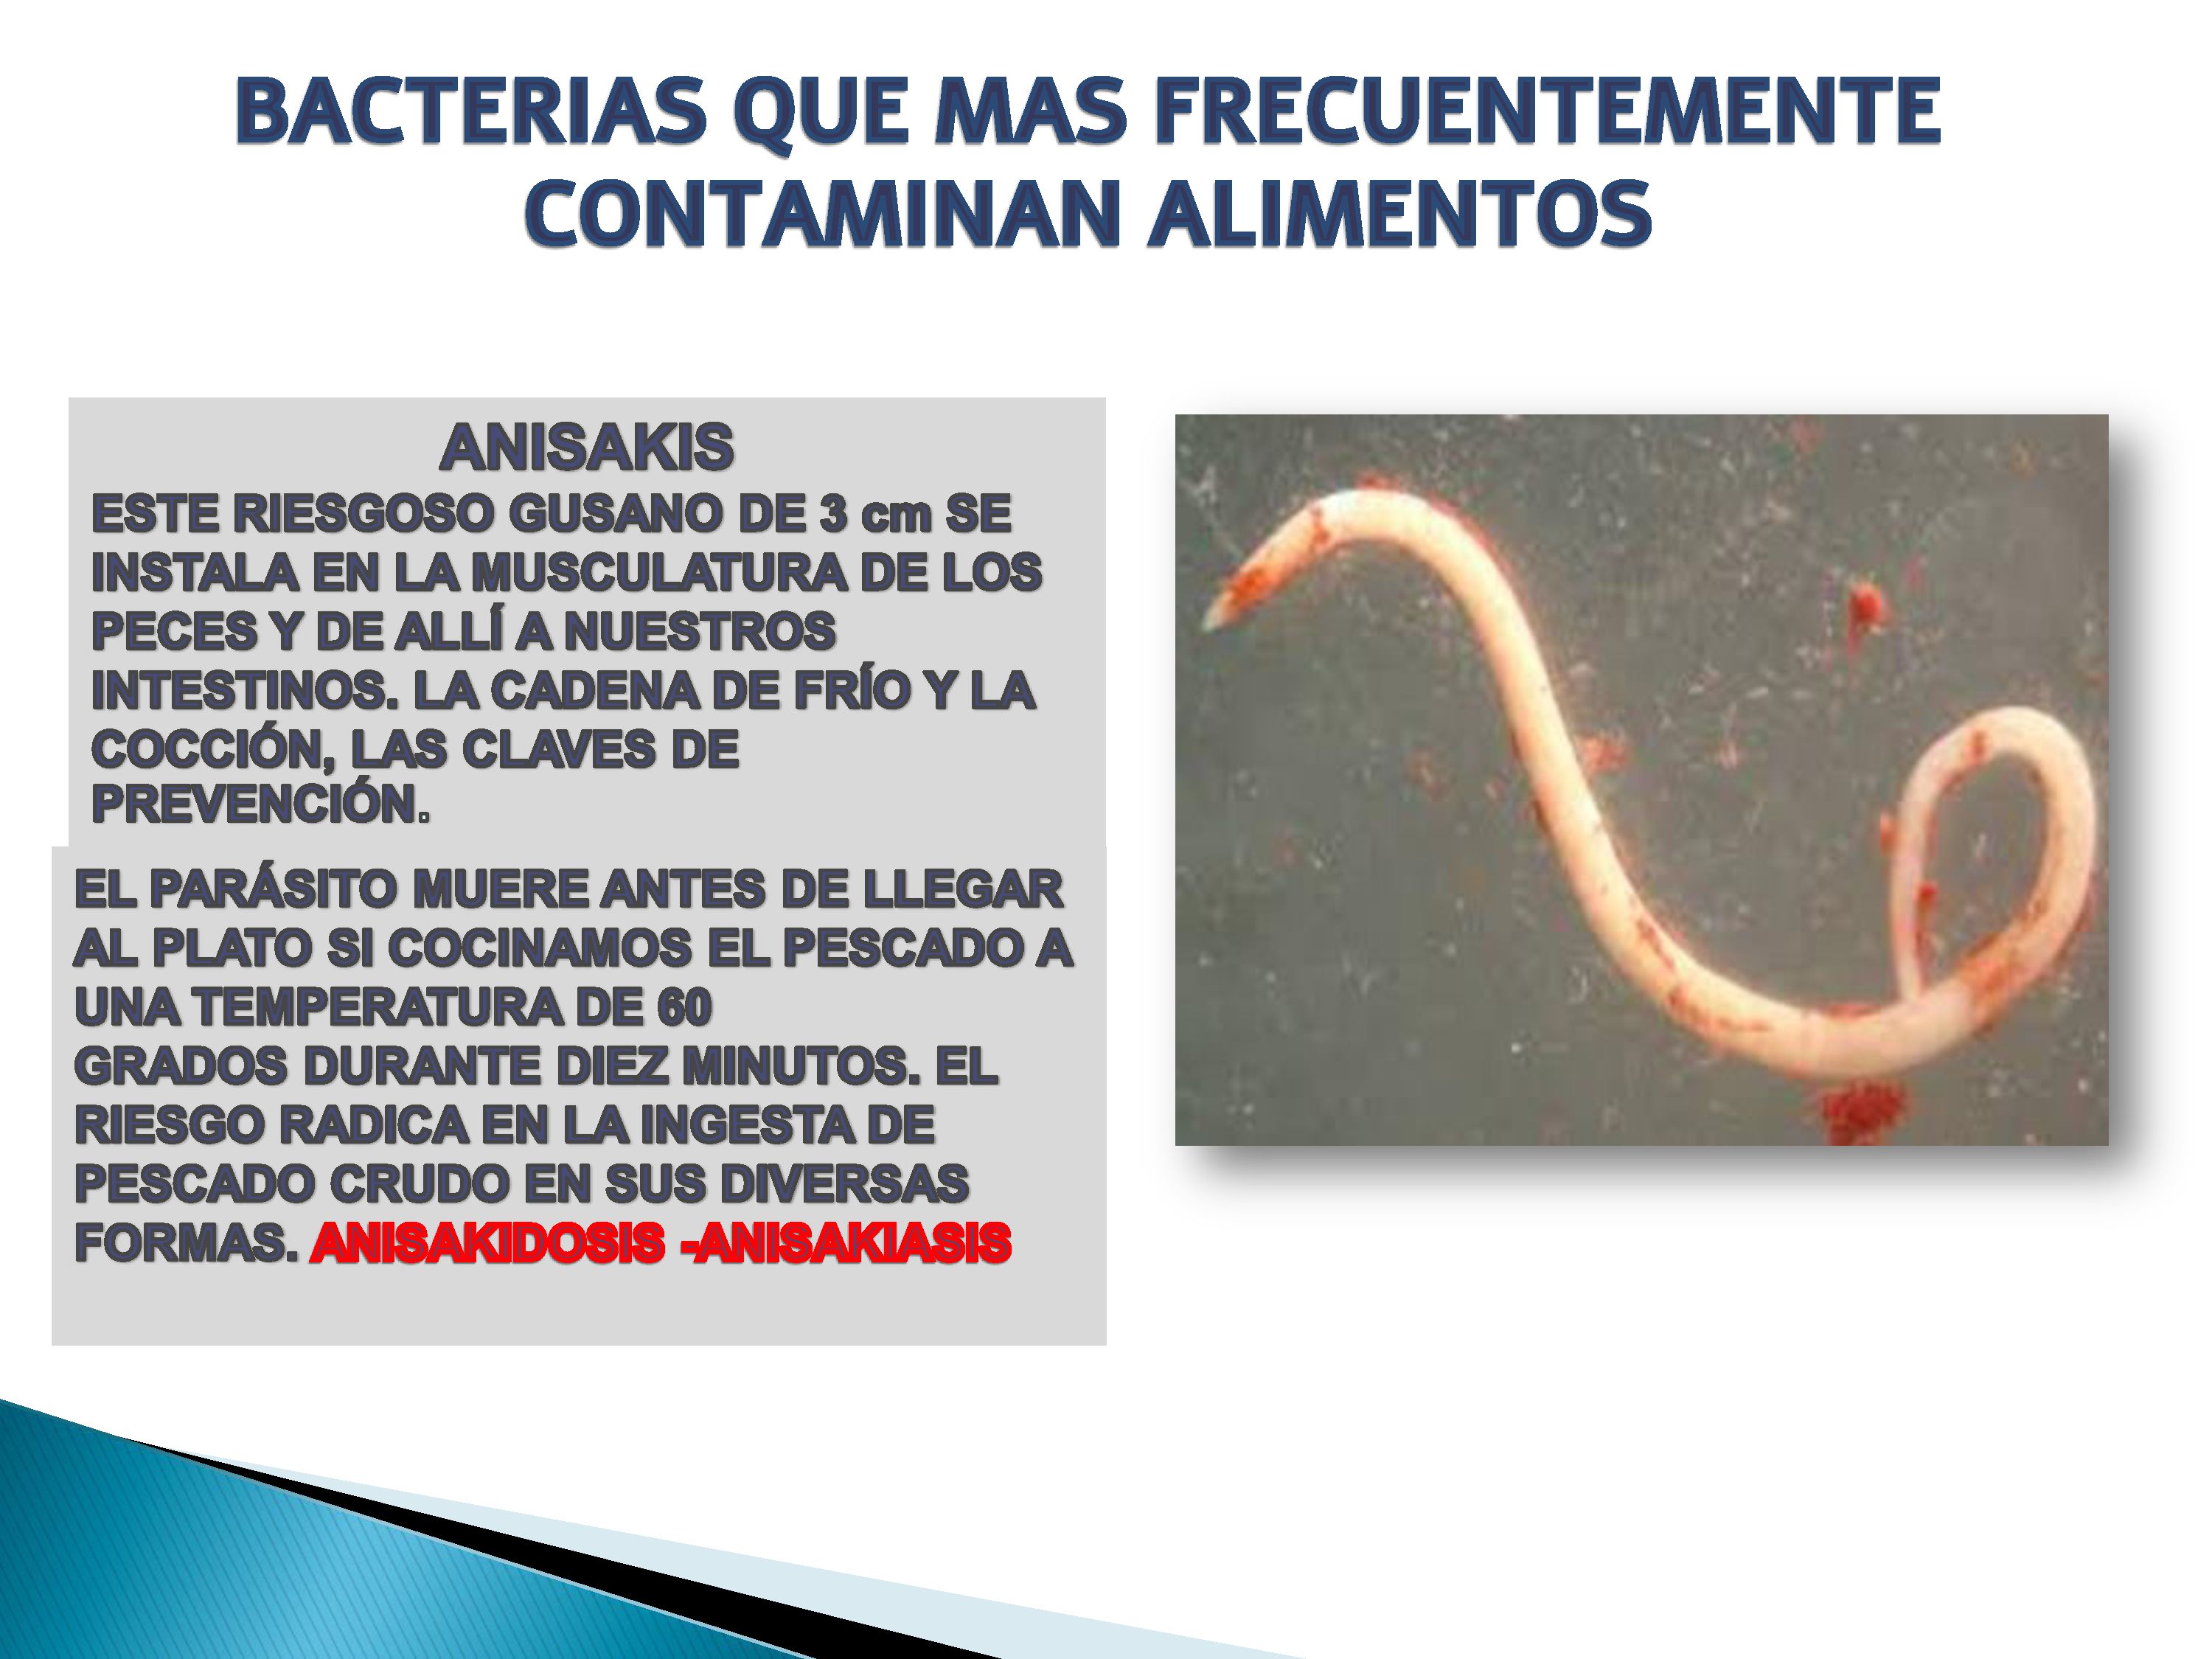 BACTERIAS QUE MAS FRECUENTEMENTE
CONTAMINAN ALIMENTOS
ANISAKIS
ESTE RIESGOSO GUSANO DE 3 cm SE
INSTALA EN LA MUSCULATURA DE LOS
PECES Y DE ALLÍ A NUESTROS
INTESTINOS. LA CADENA DE FRÍO Y LA
COCCIÓN, LAS CLAVES DE
PREVENCIÓN.
EL PARÁSITO MUERE ANTES DE LLEGAR
AL PLATO SI COCINAMOS EL PESCADO A
UNA TEMPERATURA DE 60
GRADOS DURANTE DIEZ MINUTOS. EL
RIESGO RADICA EN LA INGESTA DE
PESCADO CRUDO EN SUS DIVERSAS
FORMAS. ANISAKIDOSIS -ANISAKIASIS